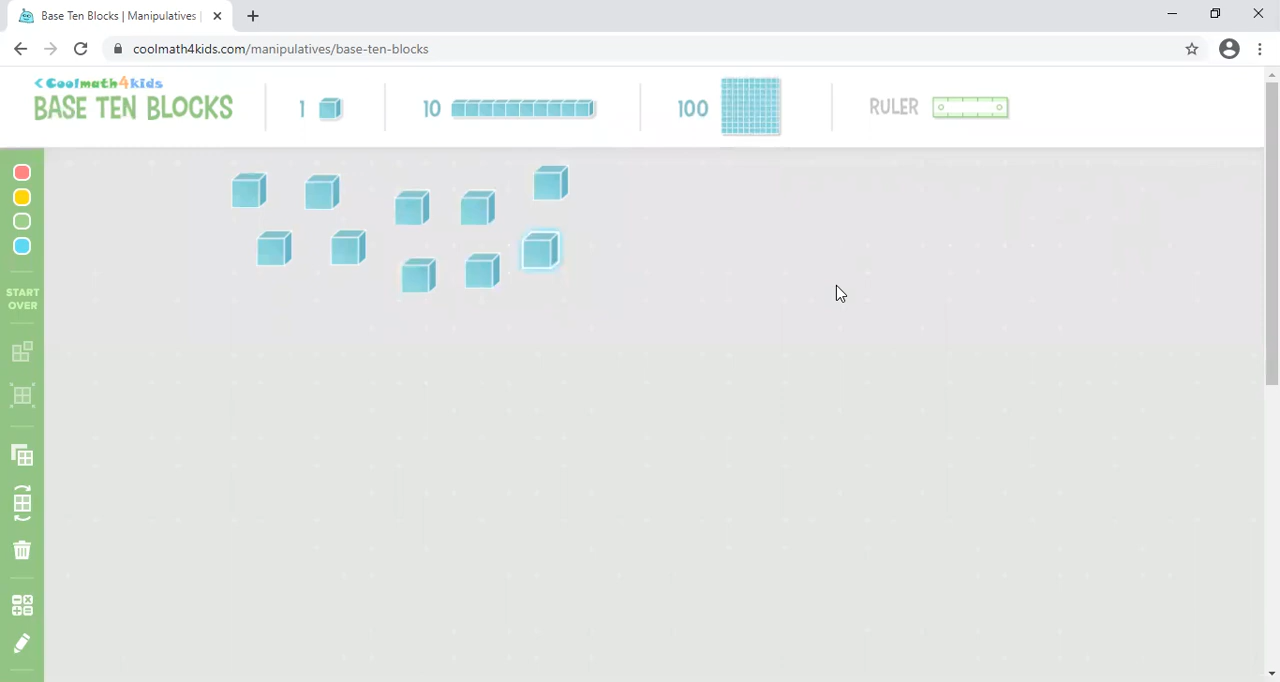 Base Ten Blocks | Manipulatives |
coolmath4kids.com/manipulatives/base-ten-blocks
<Coolmath4kids
BASE TEN BLOCKS
1
10
100
RULER
START
OVER